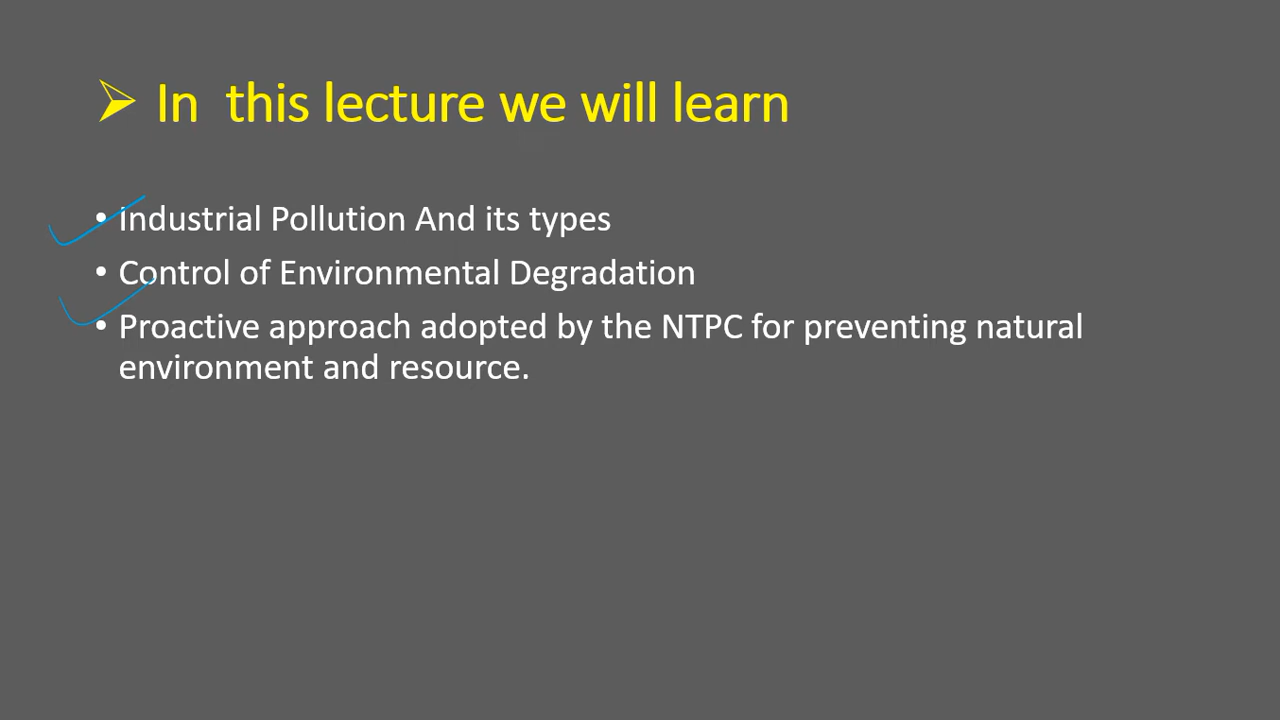 ➢ In this lecture we will learn
• Industrial Pollution And its types
• Control of Environmental Degradation
• Proactive approach adopted by the NTPC for preventing natural
environment and resource.